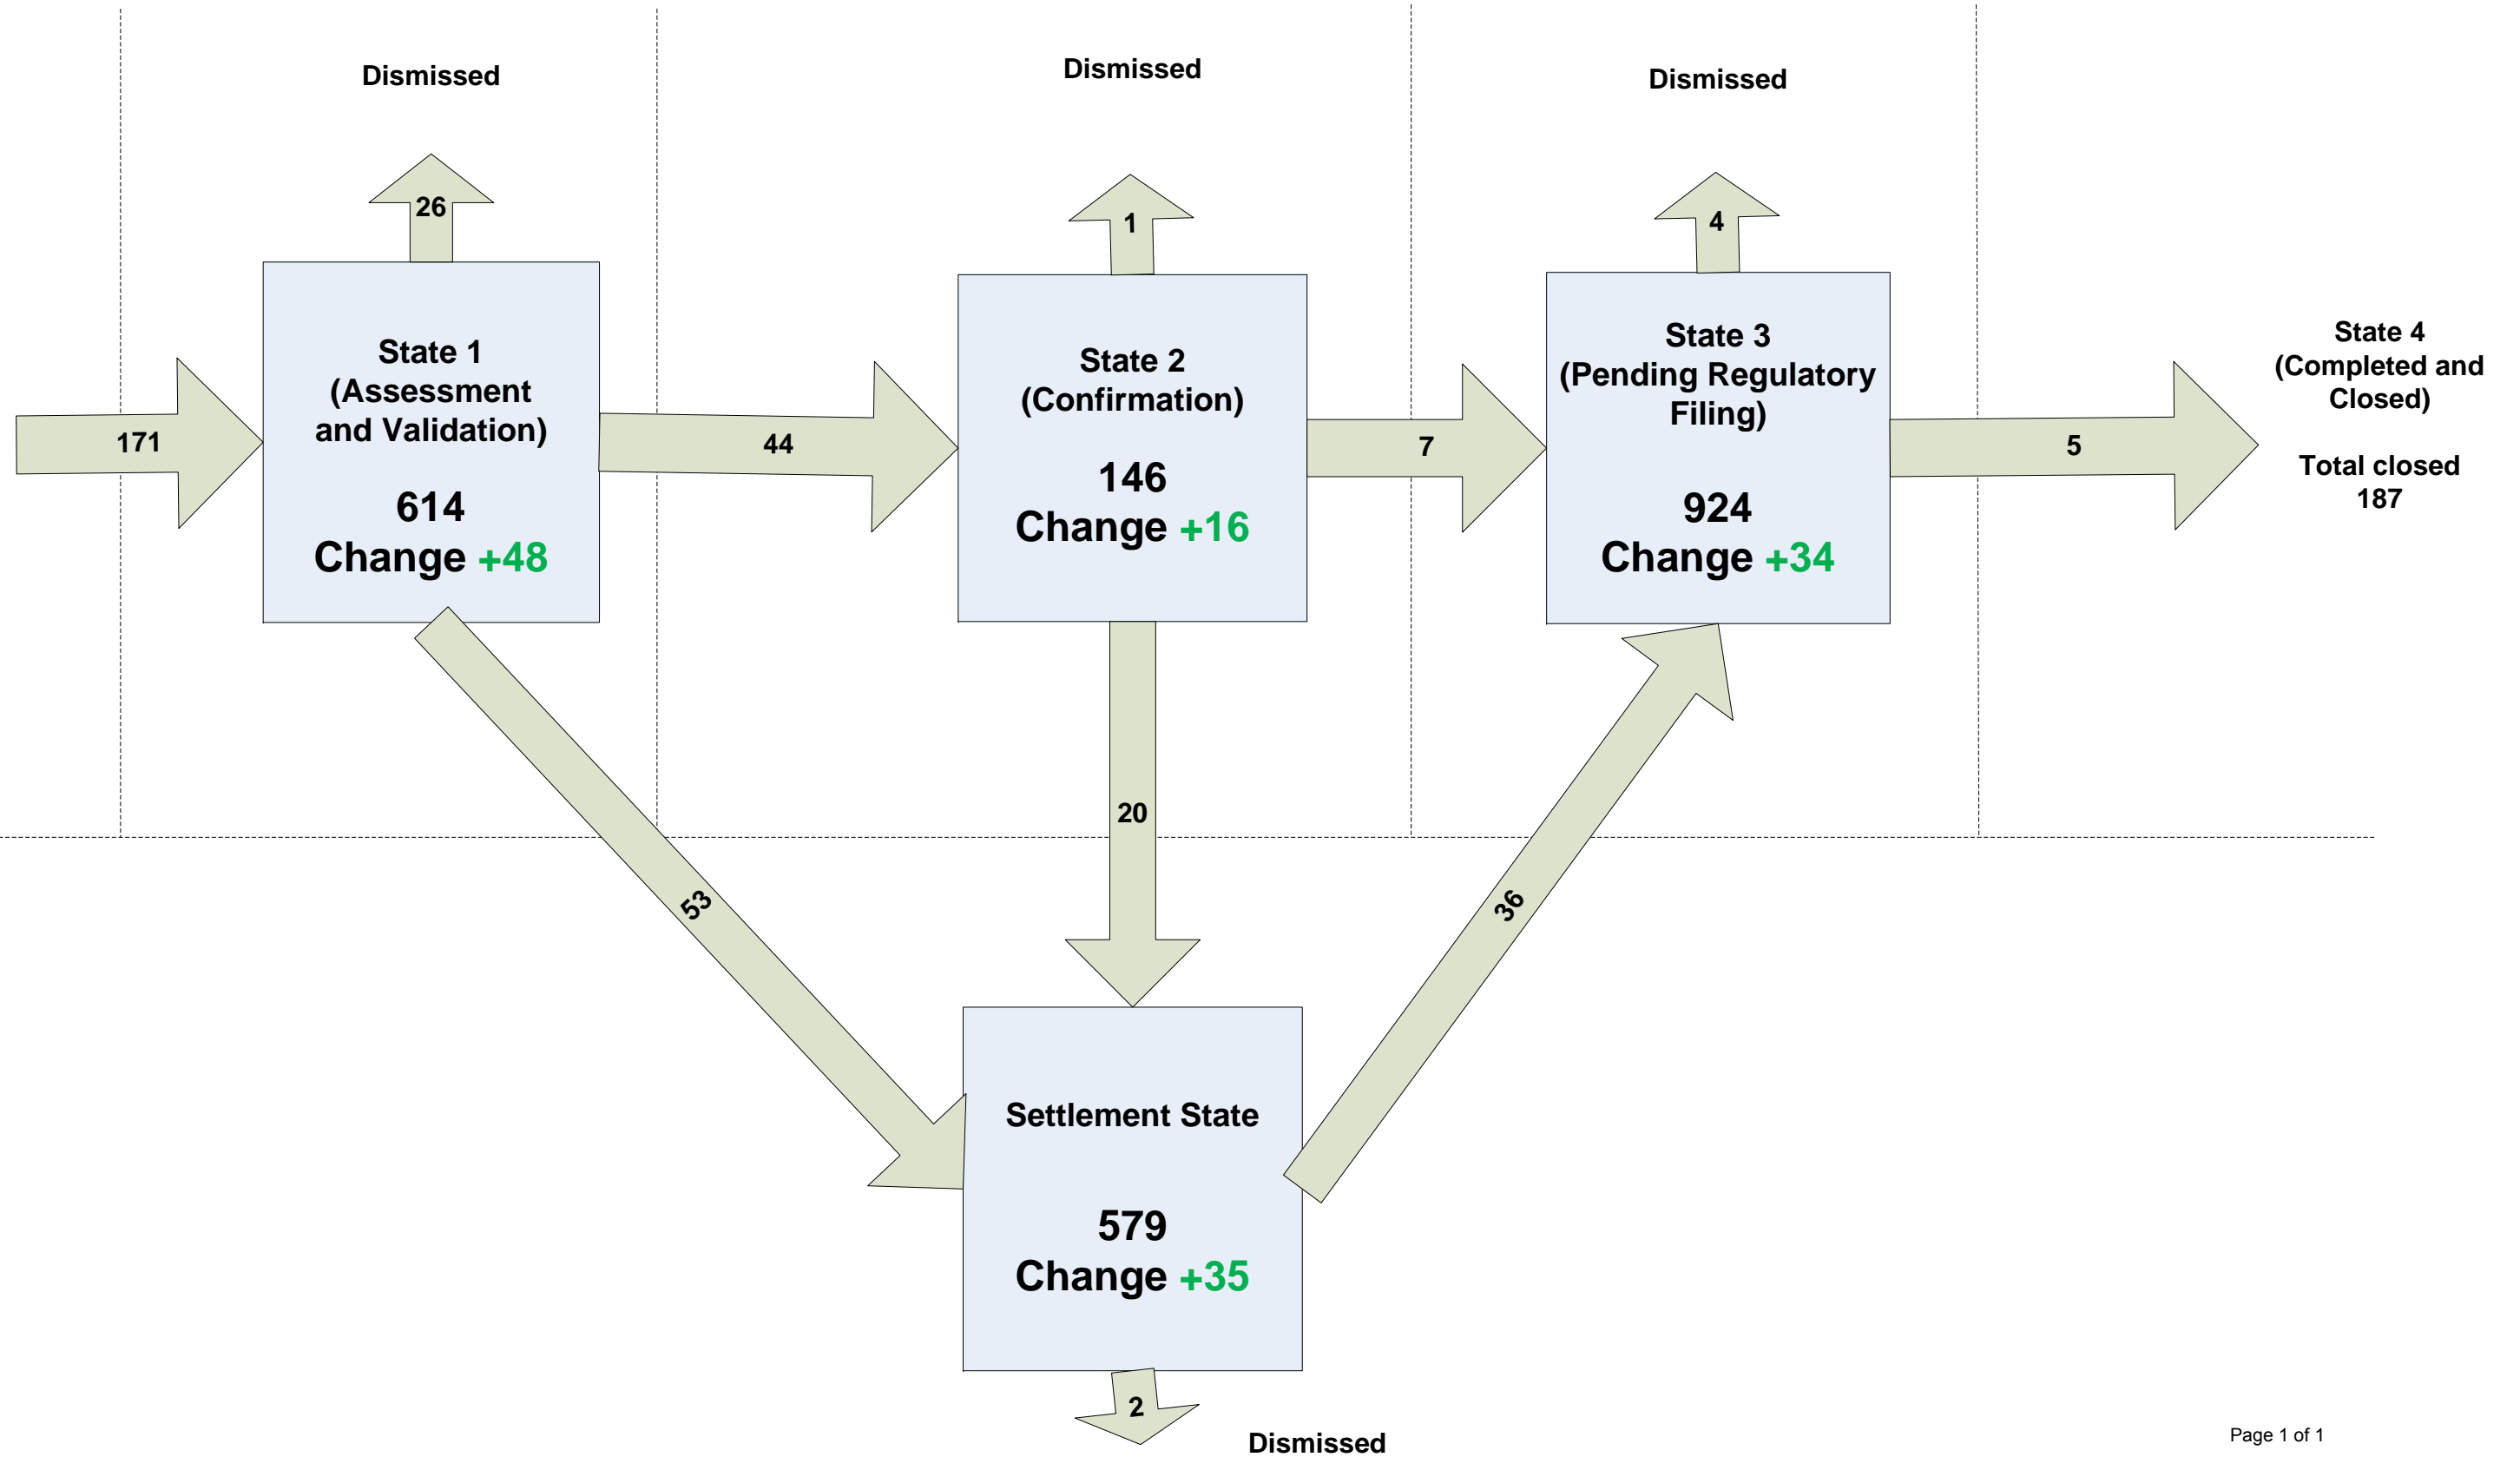 Dismissed
Dismissed
Dismissed
26
1
4
171
State 1
(Assessment
and Validation)
614
Change +48
44
State 2
(Confirmation)
146
Change +16
7
State 3
(Pending Regulatory
Filing)
924
Change +34
5
State 4
(Completed and
Closed)
Total closed
187
53
20
36
Settlement State
579
Change +35
2
Dismissed
Page 1 of 1